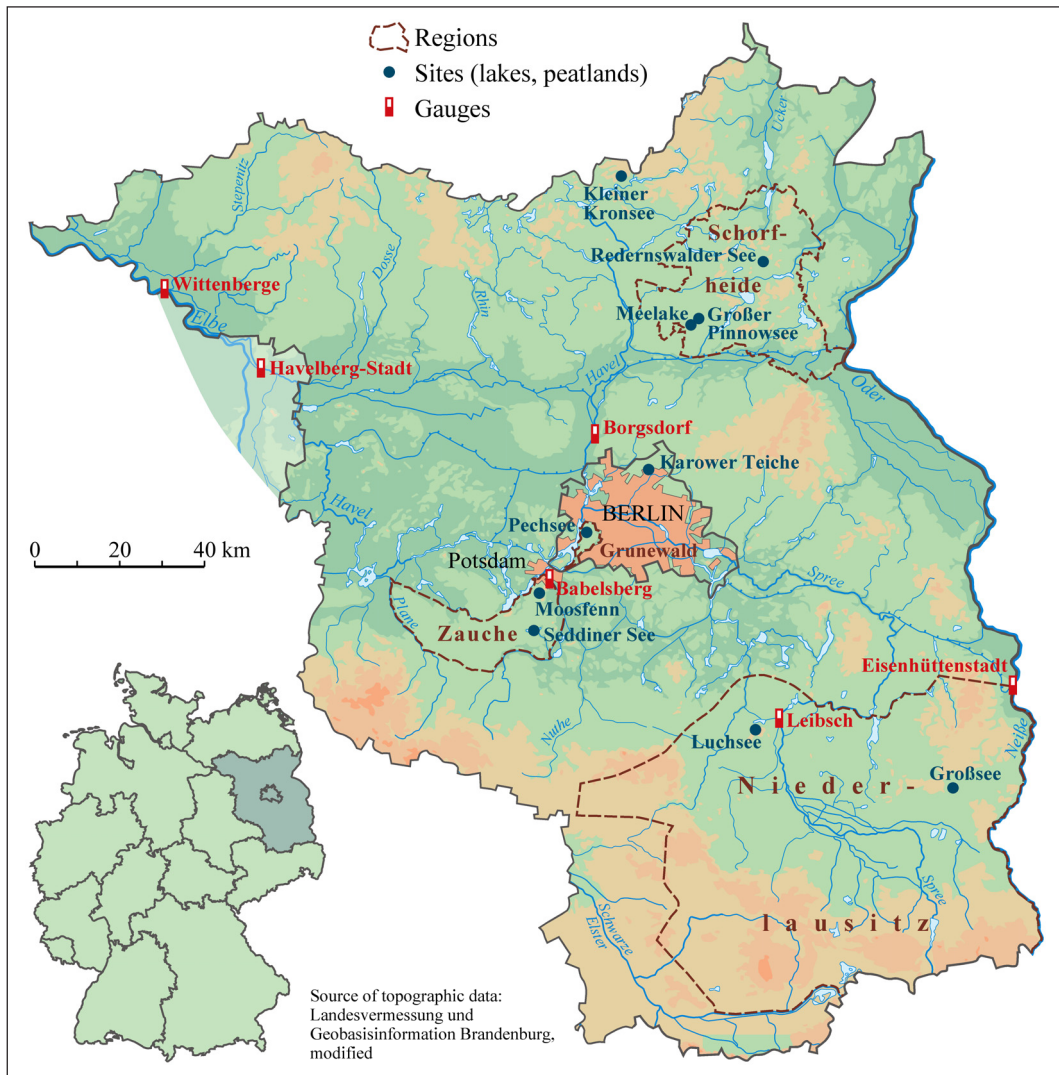 Regions
Sites (lakes, peatlands)
Gauges
Ucker
Stepenitz
Kleiner
Kronsee
Dosse
Schorf-
Redernswalder See
Rhin
heide
Wittenberge
Elbe
Meelake
Großer
Pinnowsee
Havelberg-Stadt
Havel
Oder
Borgsdorf
Karower Teiche
Havel
BERLIN
Pechsee
0 20 40 km
Grunewald
Potsdam
Spree
Babelsberg
Moosfenn
Plane
Zauche
Seddiner See
Eisenhüttenstadt
Leibsch
Nuthe
Luchsee
Neiße
Großsee
Nieder-
Spree
Schwarze
Elster
lausitz
Source of topographic data:
Landesvermessung und
Geobasisinformation Brandenburg,
modified